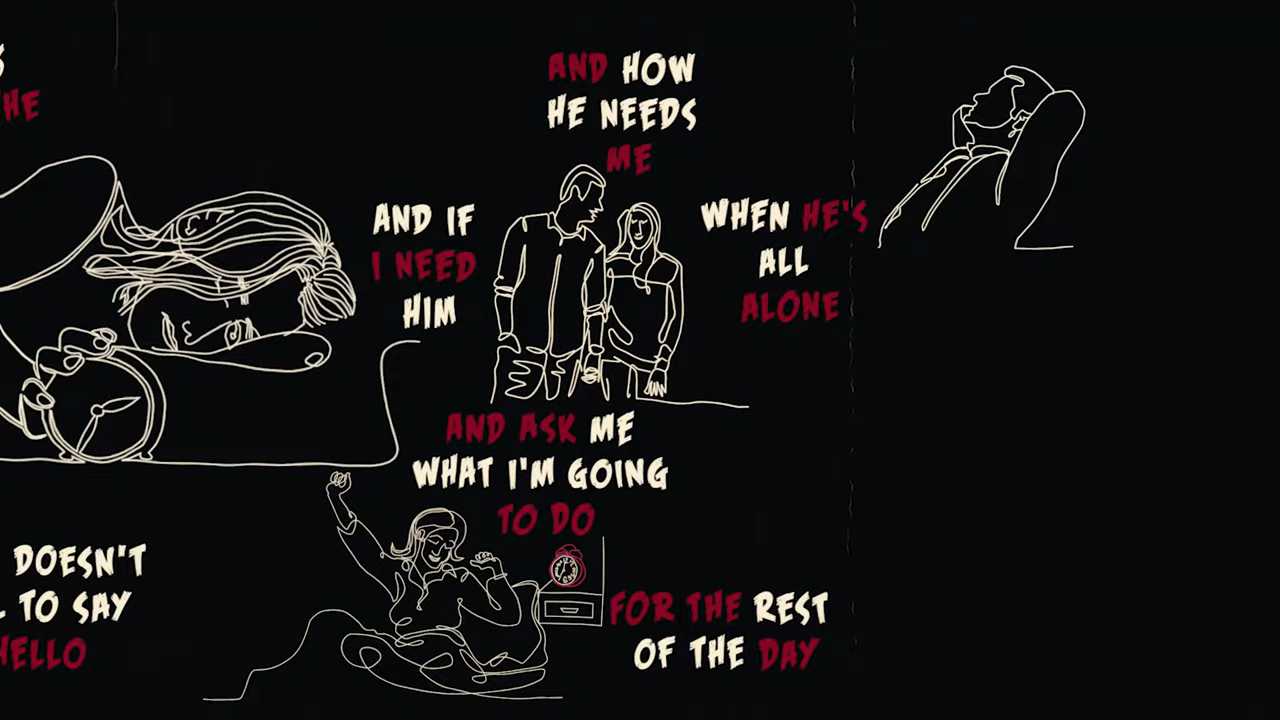 HE
AND HOW
HE NEEDS
ME
AND IF
I NEED
HIM
WHEN HE'S
ALL
ALONE
AND ASK ME
WHAT I'M GOING
TO DO
DOESN'T
TO SAY
HELLO
FOR THE REST
OF THE DAY